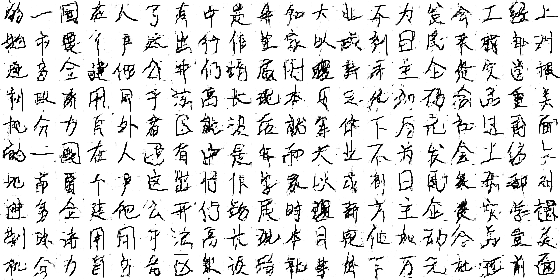 的一国在人了有中是年和大业不为发会工经上
地市要个产这出行作生家以成到日民来我部对
进多全建他公开们场展时理新方主企资实学报
制政济用同于法高长现本月定化加动合品重关
机分力自外者区能设后就等体下万元社过前面
的一国在人了有中是年和大业不为发会工经上
地市要个产这出行作生家以成到日民来我部对
进多全建他公开们场展时理新方主企资实学报
制政济用同于法高长现本月定化加动合品重关
机分力自外者区能设后就等体下万元社过前面